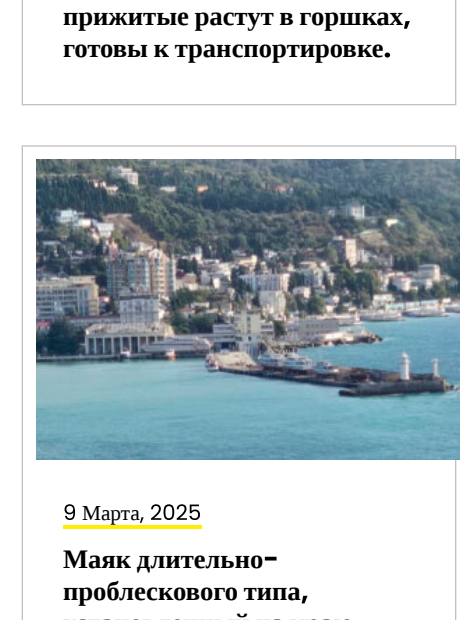 прижитые растут в горшках,
готовы к транспортировке.
9 Марта, 2025
Маяк длительно-
проблескового типа,